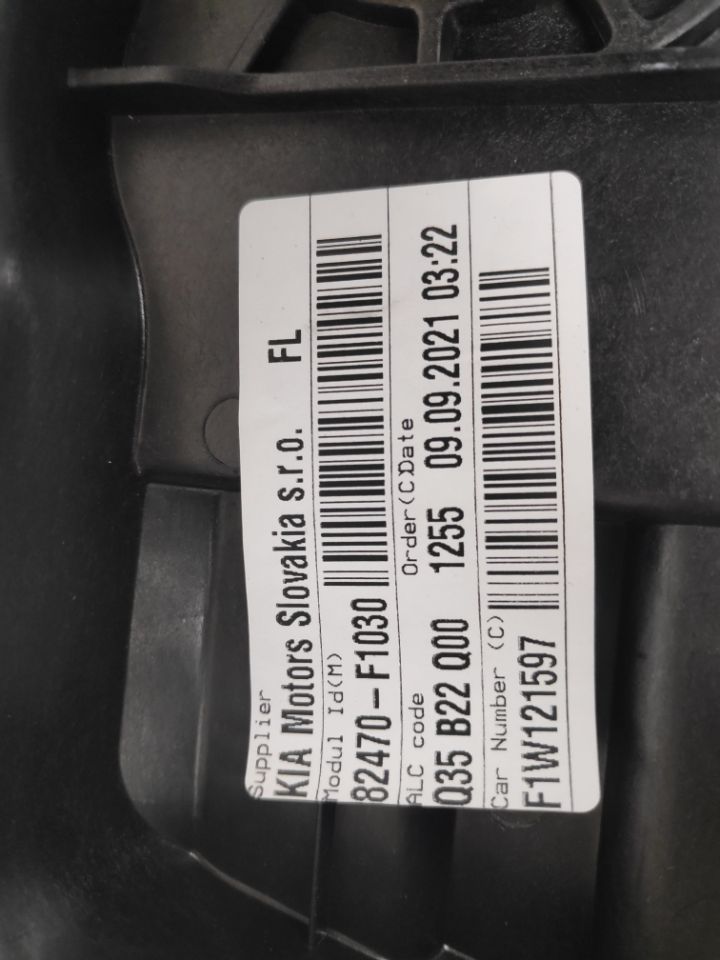 Supplier
KIA Motors Slovakia s.r.o. FL
Modul Id(M)
82470-F1030
ALC code Order(C)Date
Q35 B22 Q00 1255 09.09.2021 03:22
Car Number (C)
F1W121597